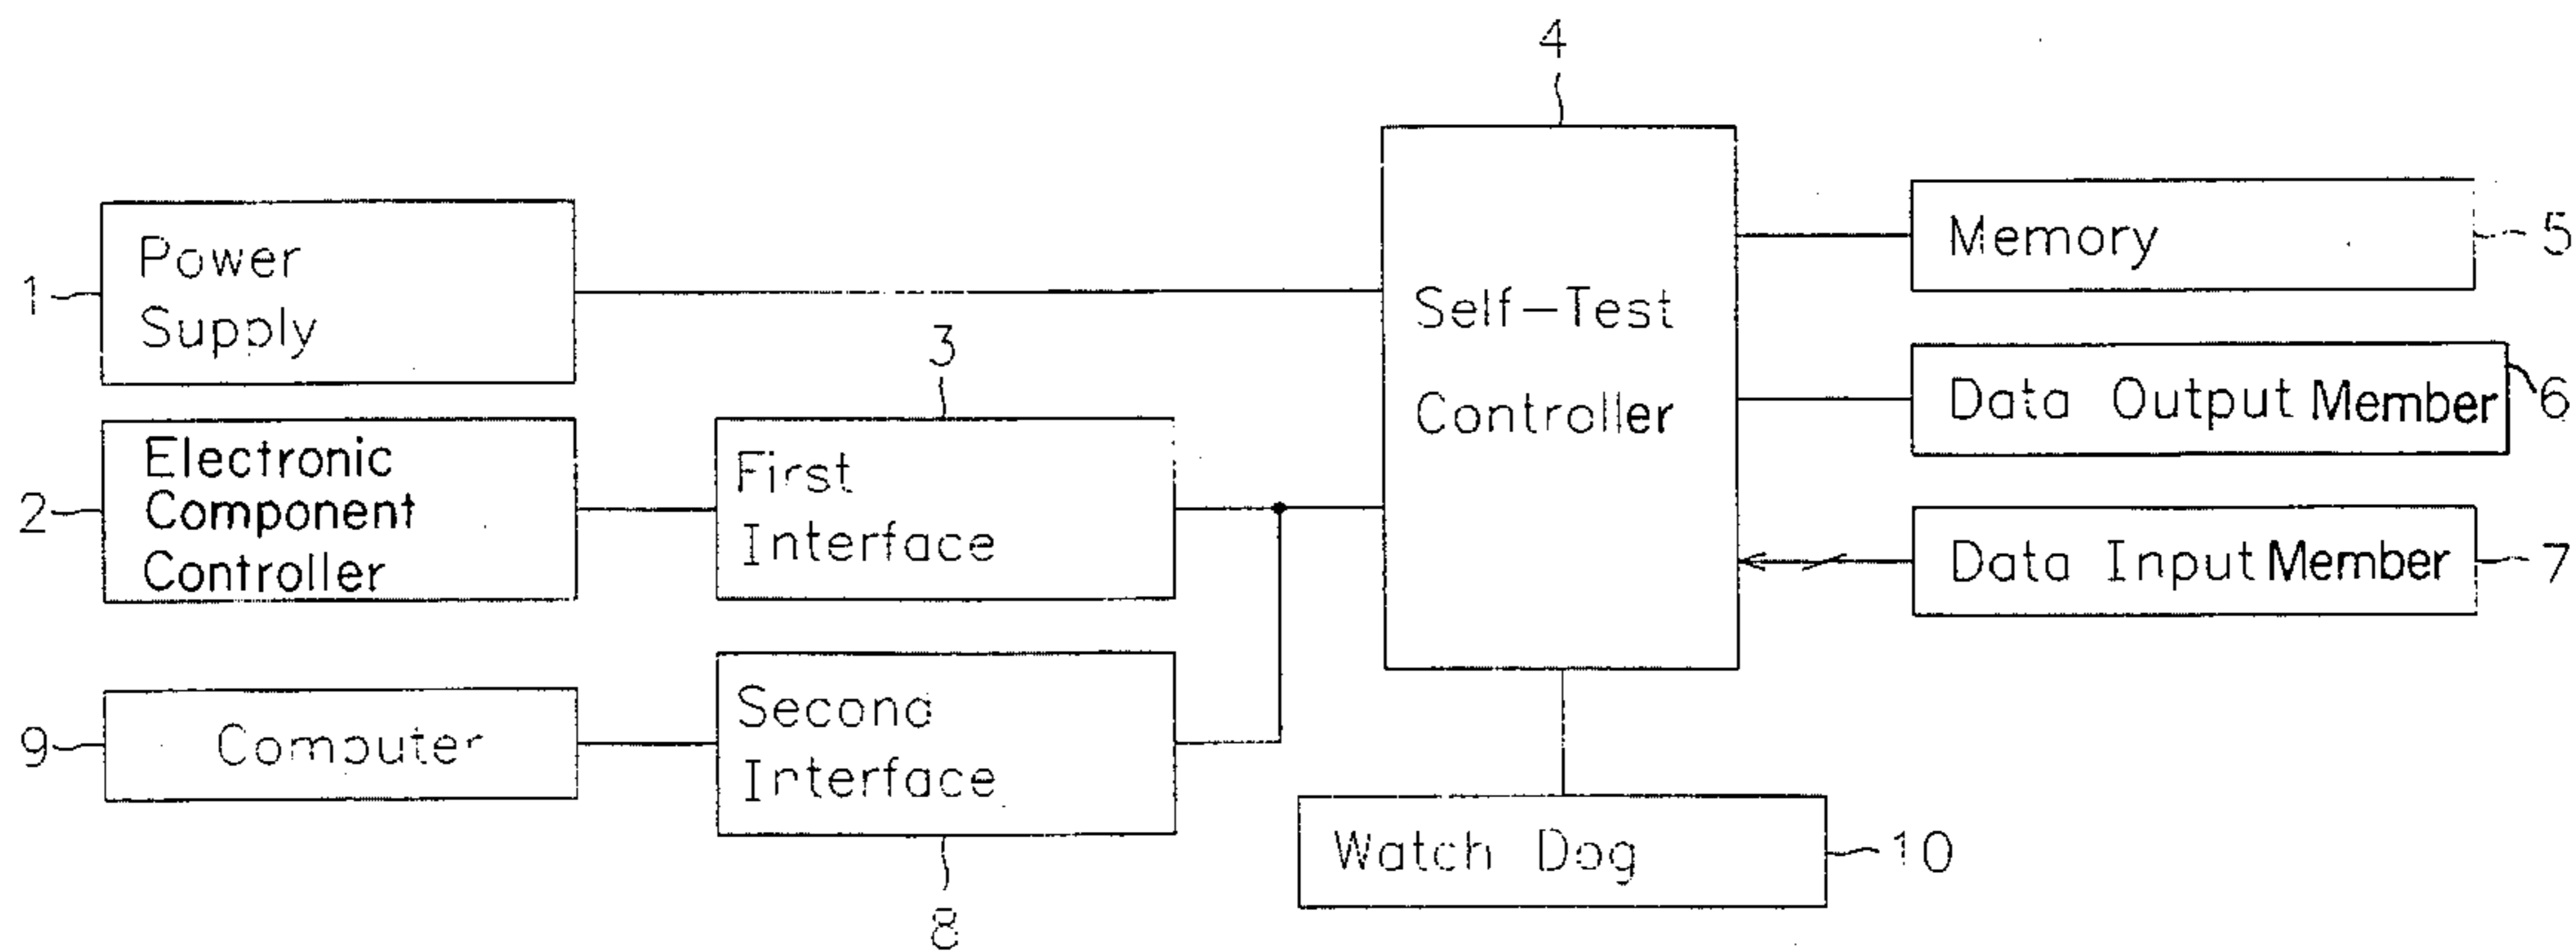 4
Power
Supply
1
Memory
5
Self-Test
Controller
3
Data Output Member
6
Electronic
Component
Controller
2
First
Interface
Data Input Member
7
Second
Interface
Computer
9
Watch Dog
10
8